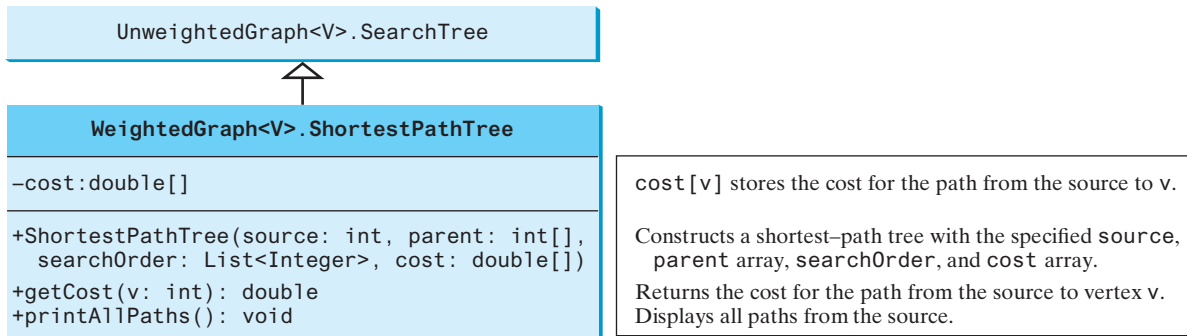 UnweightedGraph<V>.SearchTree
WeightedGraph<V>.ShortestPathTree
–cost:double[]
cost[v] stores the cost for the path from the source to v.
+ShortestPathTree(source: int, parent: int[],
searchOrder: List<Integer>, cost: double[])
Constructs a shortest–path tree with the specified source,
parent array, searchOrder, and cost array.
+getCost(v: int): double
Returns the cost for the path from the source to vertex v.
+printAllPaths(): void
Displays all paths from the source.